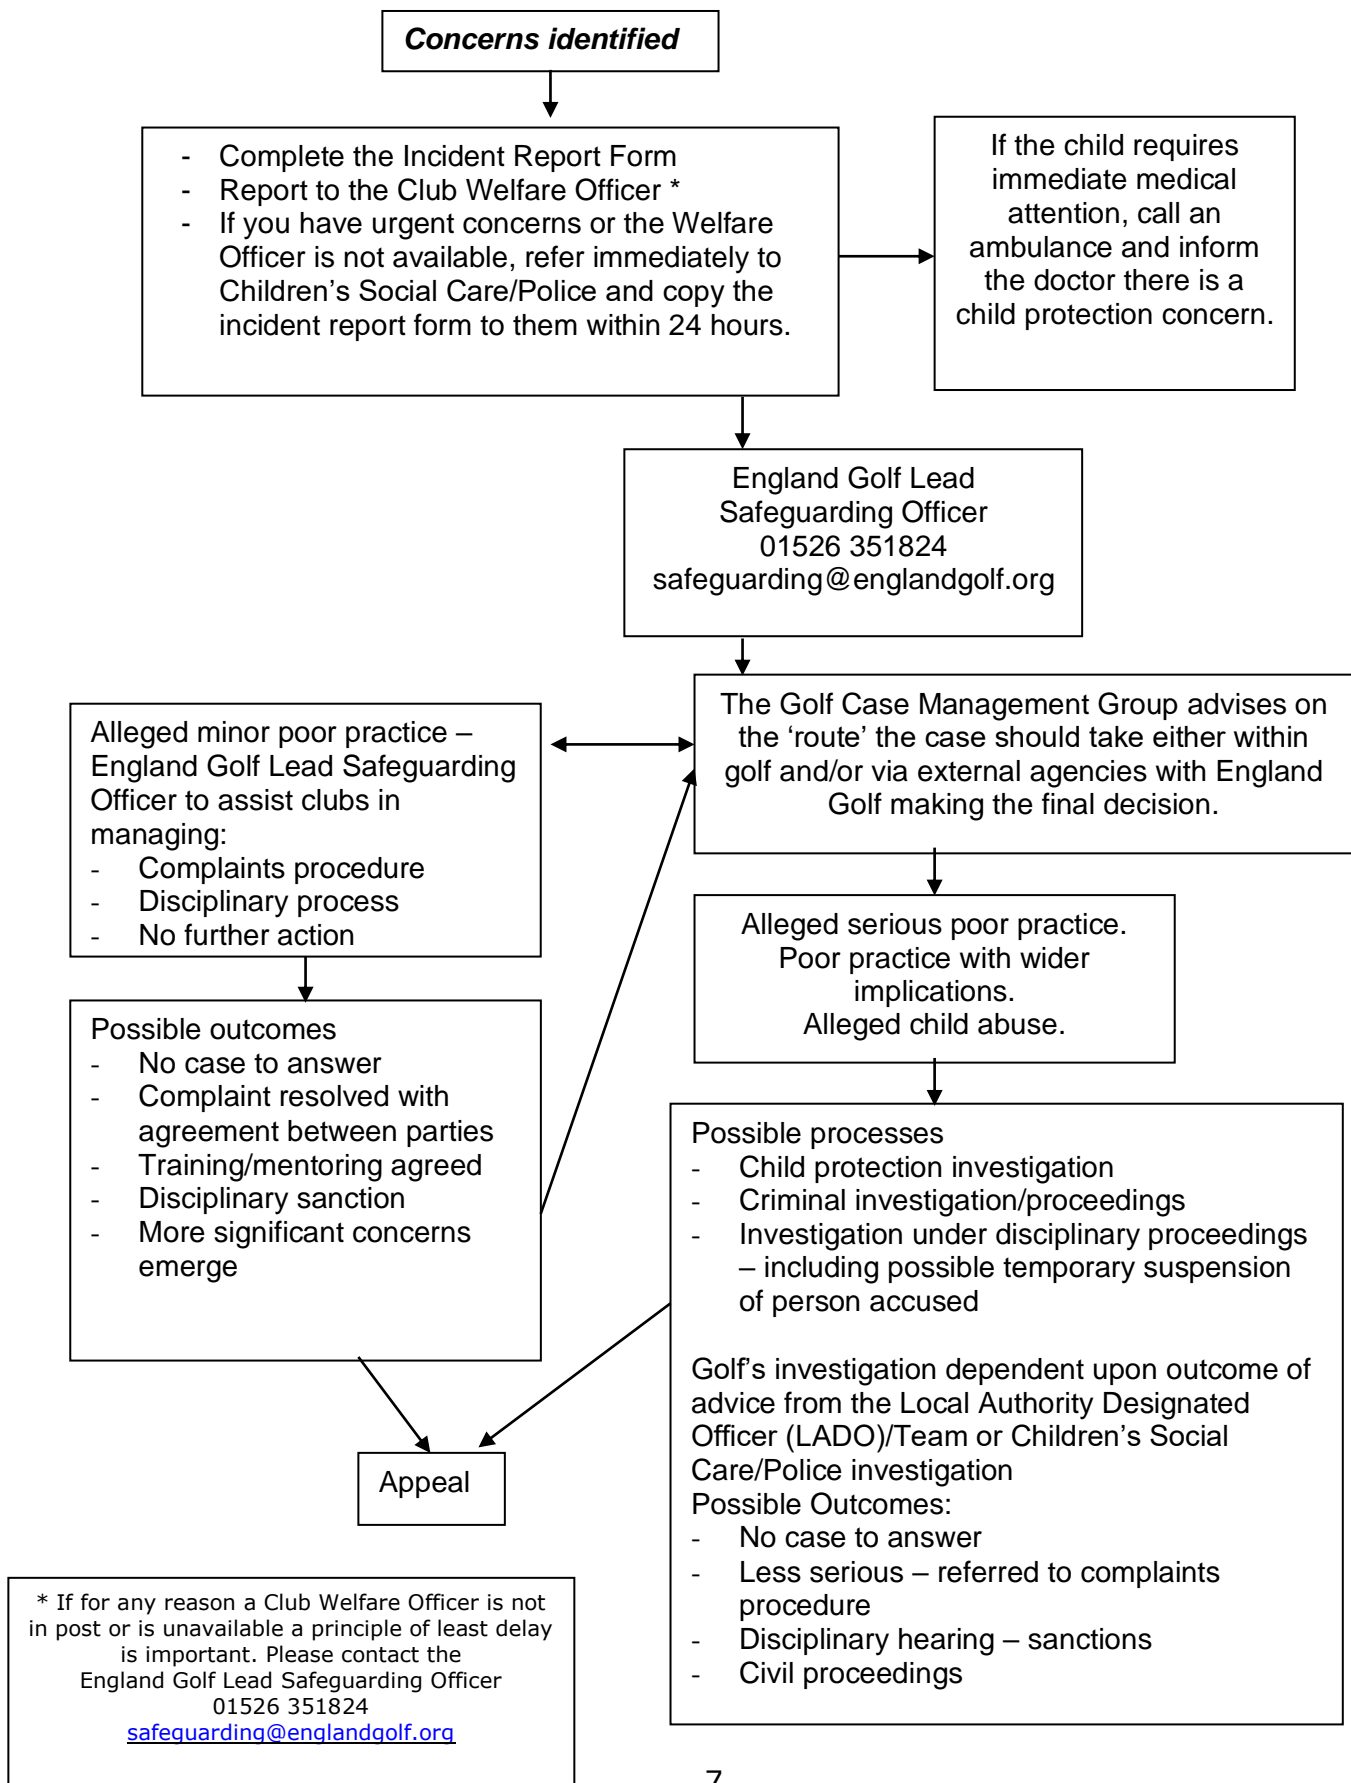 Concerns identified
- Complete the Incident Report Form
- Report to the Club Welfare Officer *
- If you have urgent concerns or the Welfare
Officer is not available, refer immediately to
Children’s Social Care/Police and copy the
incident report form to them within 24 hours.
If the child requires
immediate medical
attention, call an
ambulance and inform
the doctor there is a
child protection concern.
England Golf Lead
Safeguarding Officer
01526 351824
safeguarding@englandgolf.org
The Golf Case Management Group advises on
the ‘route’ the case should take either within
golf and/or via external agencies with England
Golf making the final decision.
Alleged minor poor practice –
England Golf Lead Safeguarding
Officer to assist clubs in
managing:
- Complaints procedure
- Disciplinary process
- No further action
Alleged serious poor practice.
Poor practice with wider
implications.
Alleged child abuse.
Possible outcomes
- No case to answer
- Complaint resolved with
agreement between parties
- Training/mentoring agreed
- Disciplinary sanction
- More significant concerns
emerge
Possible processes
- Child protection investigation
- Criminal investigation/proceedings
- Investigation under disciplinary proceedings
– including possible temporary suspension
of person accused
Golf’s investigation dependent upon outcome of
advice from the Local Authority Designated
Officer (LADO)/Team or Children’s Social
Care/Police investigation
Possible Outcomes:
- No case to answer
- Less serious – referred to complaints
procedure
- Disciplinary hearing – sanctions
- Civil proceedings
Appeal
* If for any reason a Club Welfare Officer is not
in post or is unavailable a principle of least delay
is important. Please contact the
England Golf Lead Safeguarding Officer
01526 351824
safeguarding@englandgolf.org
7